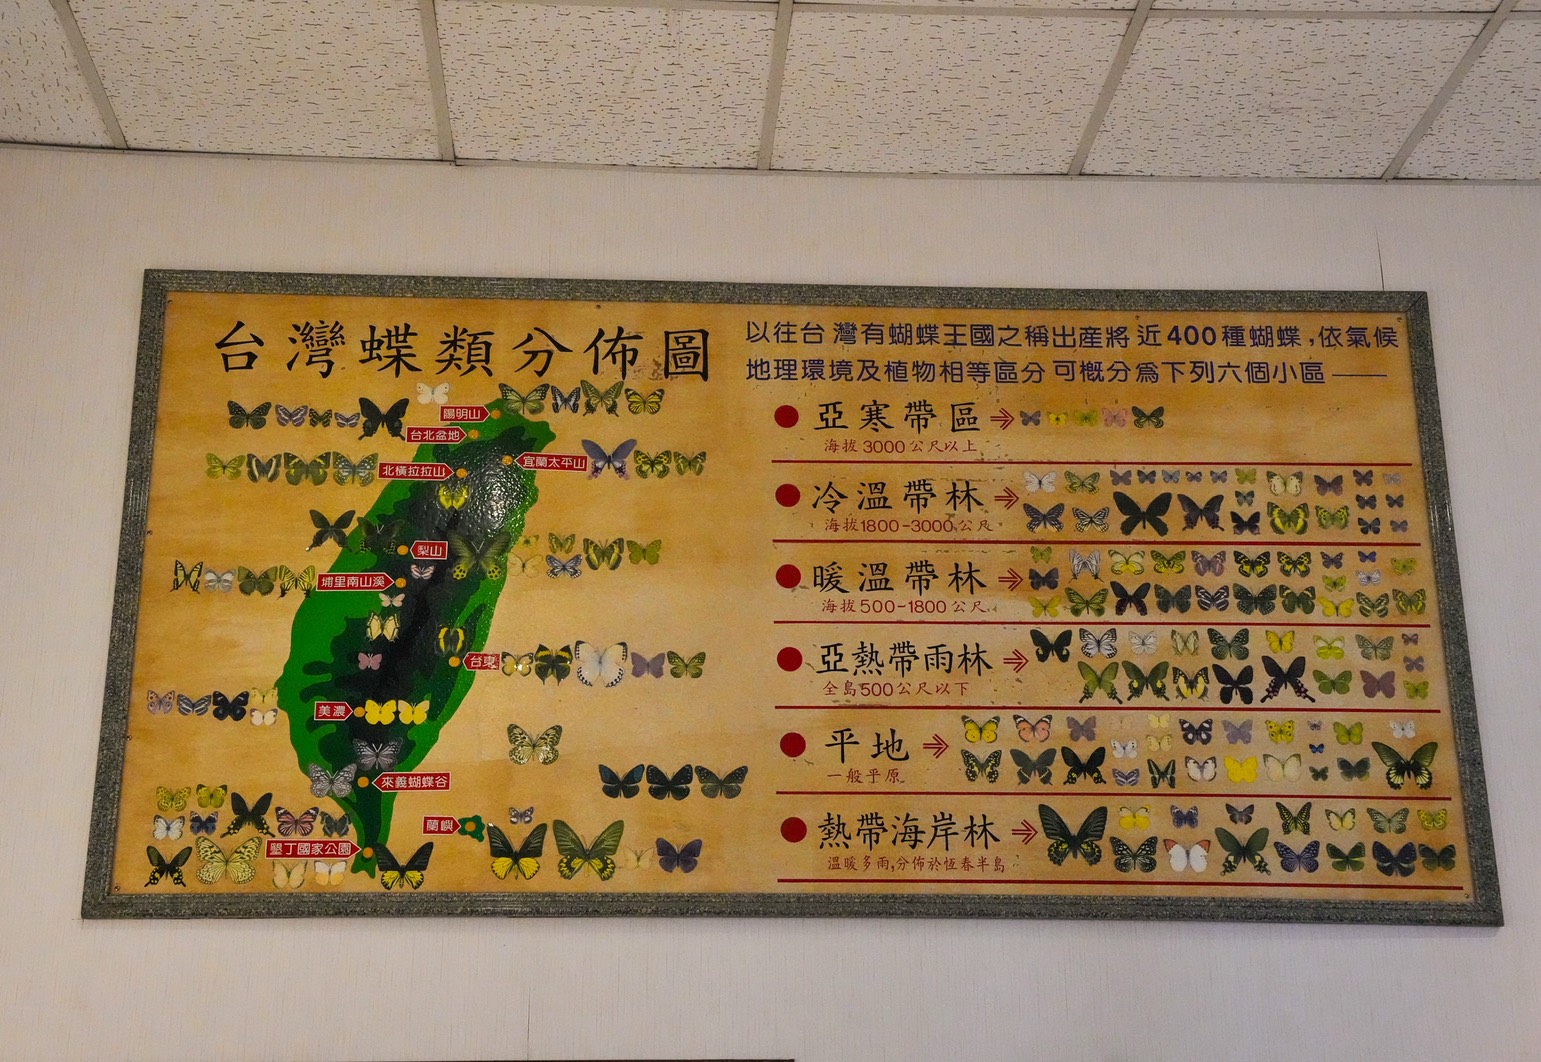 台灣蝶類分佈圖
以往台灣有蝴蝶王國之稱出産將近400種蝴蝶,依氣候
地理環境及植物相等區分可概分為下列六個小區——
陽明山
台北盆地
北橫拉拉山
宜蘭太平山
梨山
埔里南山溪
台東
美濃
來義蝴蝶谷
蘭嶼
墾丁國家公園
亞寒帶區
海拔3000公尺以上
冷溫帶林
海拔1800-3000公尺
暖溫帶林
海拔500-1800公尺
亞熱帶雨林
全島500公尺以下
平地
一般平原
熱帶海岸林
溫暖多雨,分佈於恆春半島